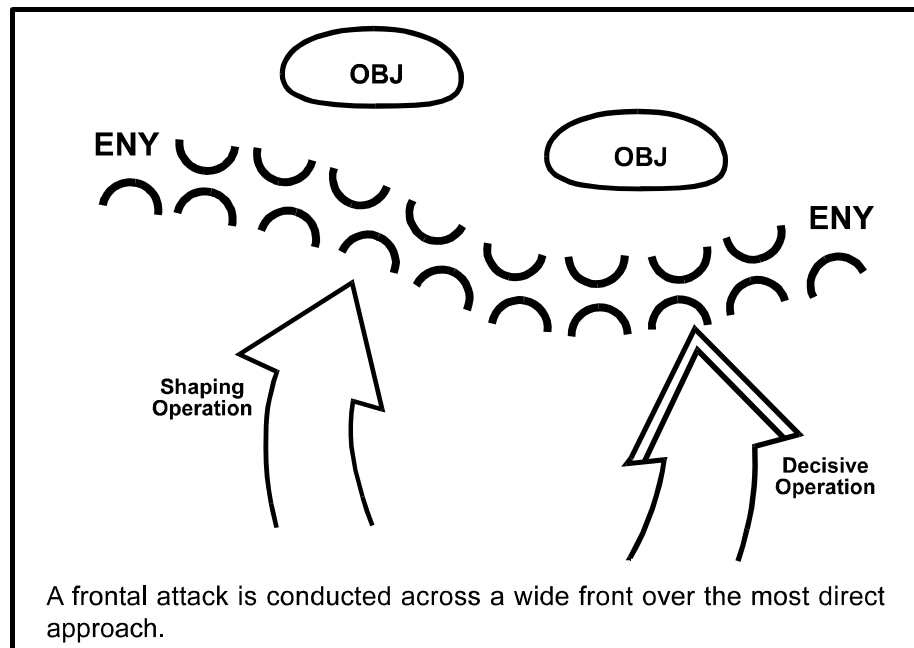 OBJ
OBJ
ENY
ENY
Shaping
Operation
Decisive
Operation
A frontal attack is conducted across a wide front over the most direct
approach.